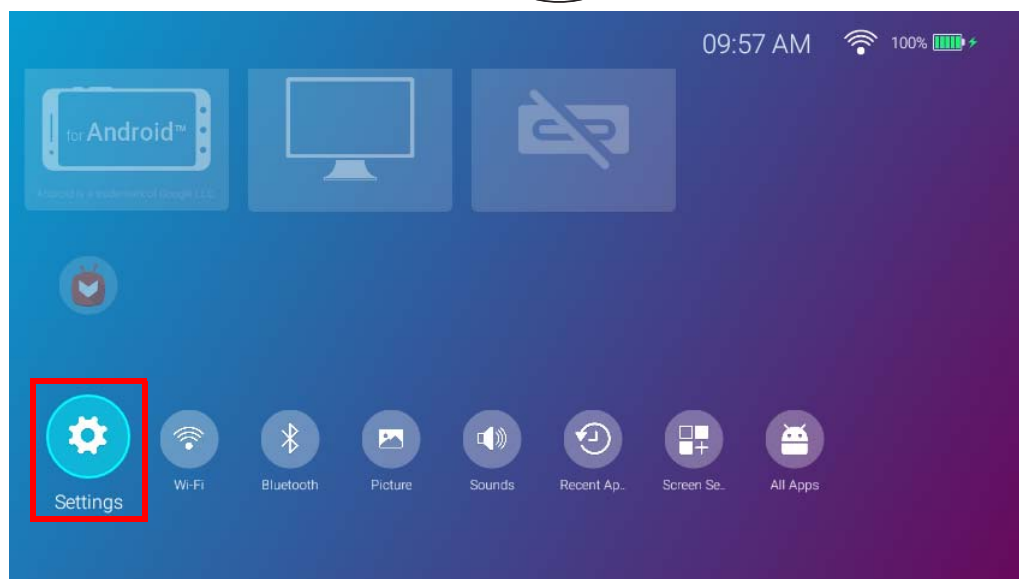 09:57 AM
100%
for Android™
Android is a trademark of Google LLC.
Settings
Wi-Fi
Bluetooth
Picture
Sounds
Recent Ap..
Screen Se..
All Apps